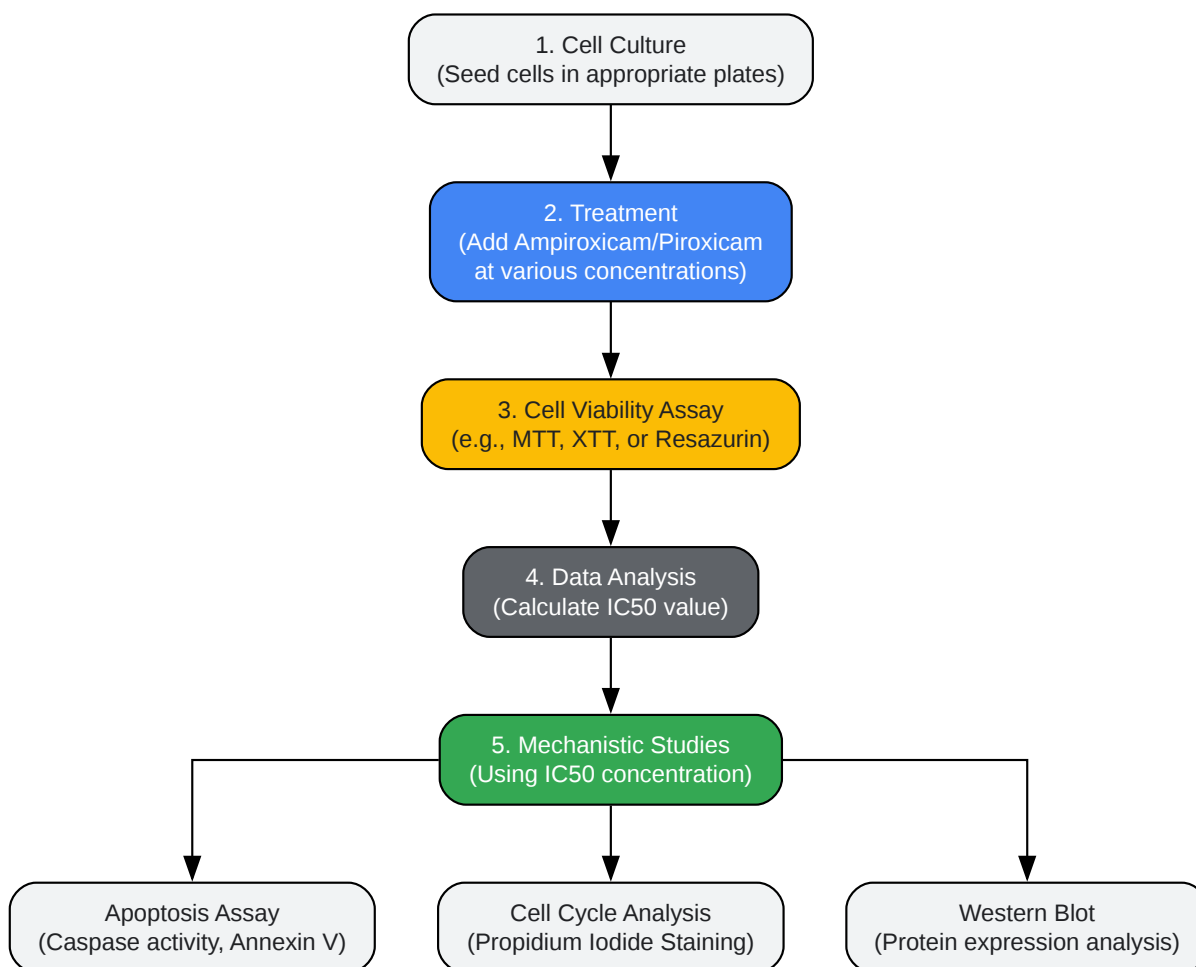 1. Cell Culture
(Seed cells in appropriate plates)
2. Treatment
(Add Ampiroxicam/Piroxicam
at various concentrations)
3. Cell Viability Assay
(e.g., MTT, XTT, or Resazurin)
4. Data Analysis
(Calculate IC50 value)
5. Mechanistic Studies
(Using IC50 concentration)
Apoptosis Assay
(Caspase activity, Annexin V)
Cell Cycle Analysis
(Propidium Iodide Staining)
Western Blot
(Protein expression analysis)